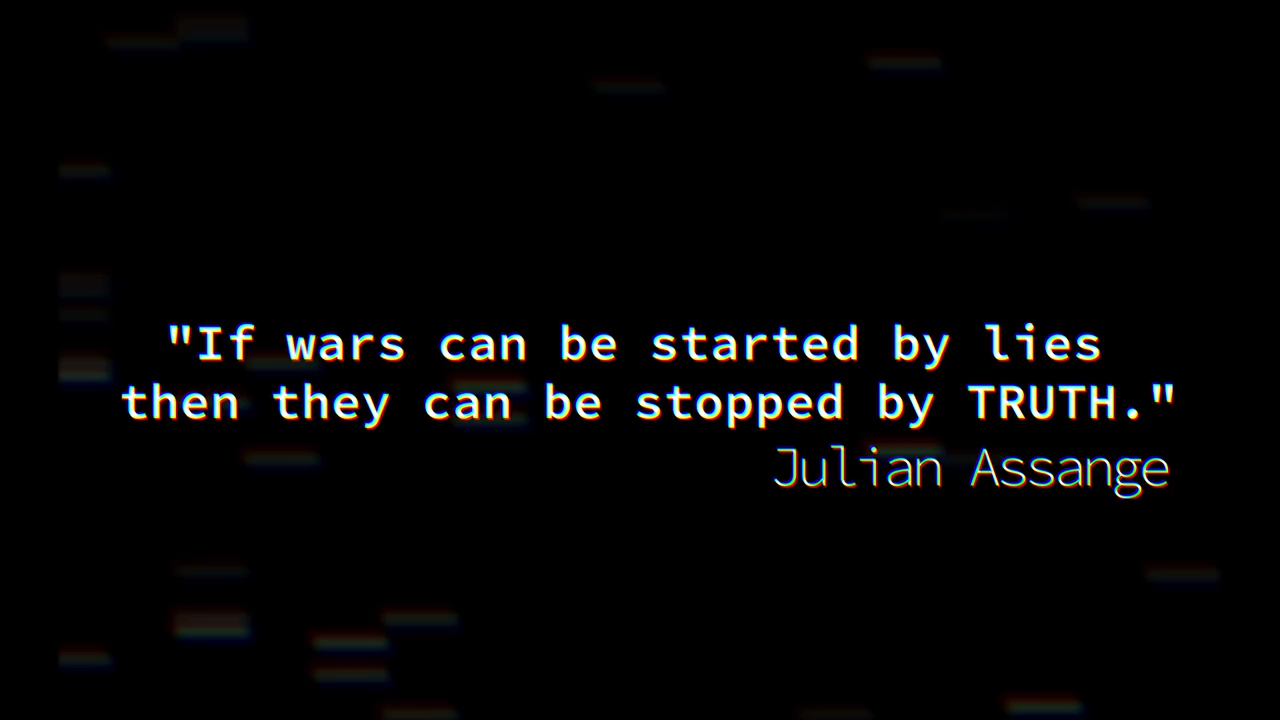 "If wars can be started by lies
then they can be stopped by TRUTH."
Julian Assange